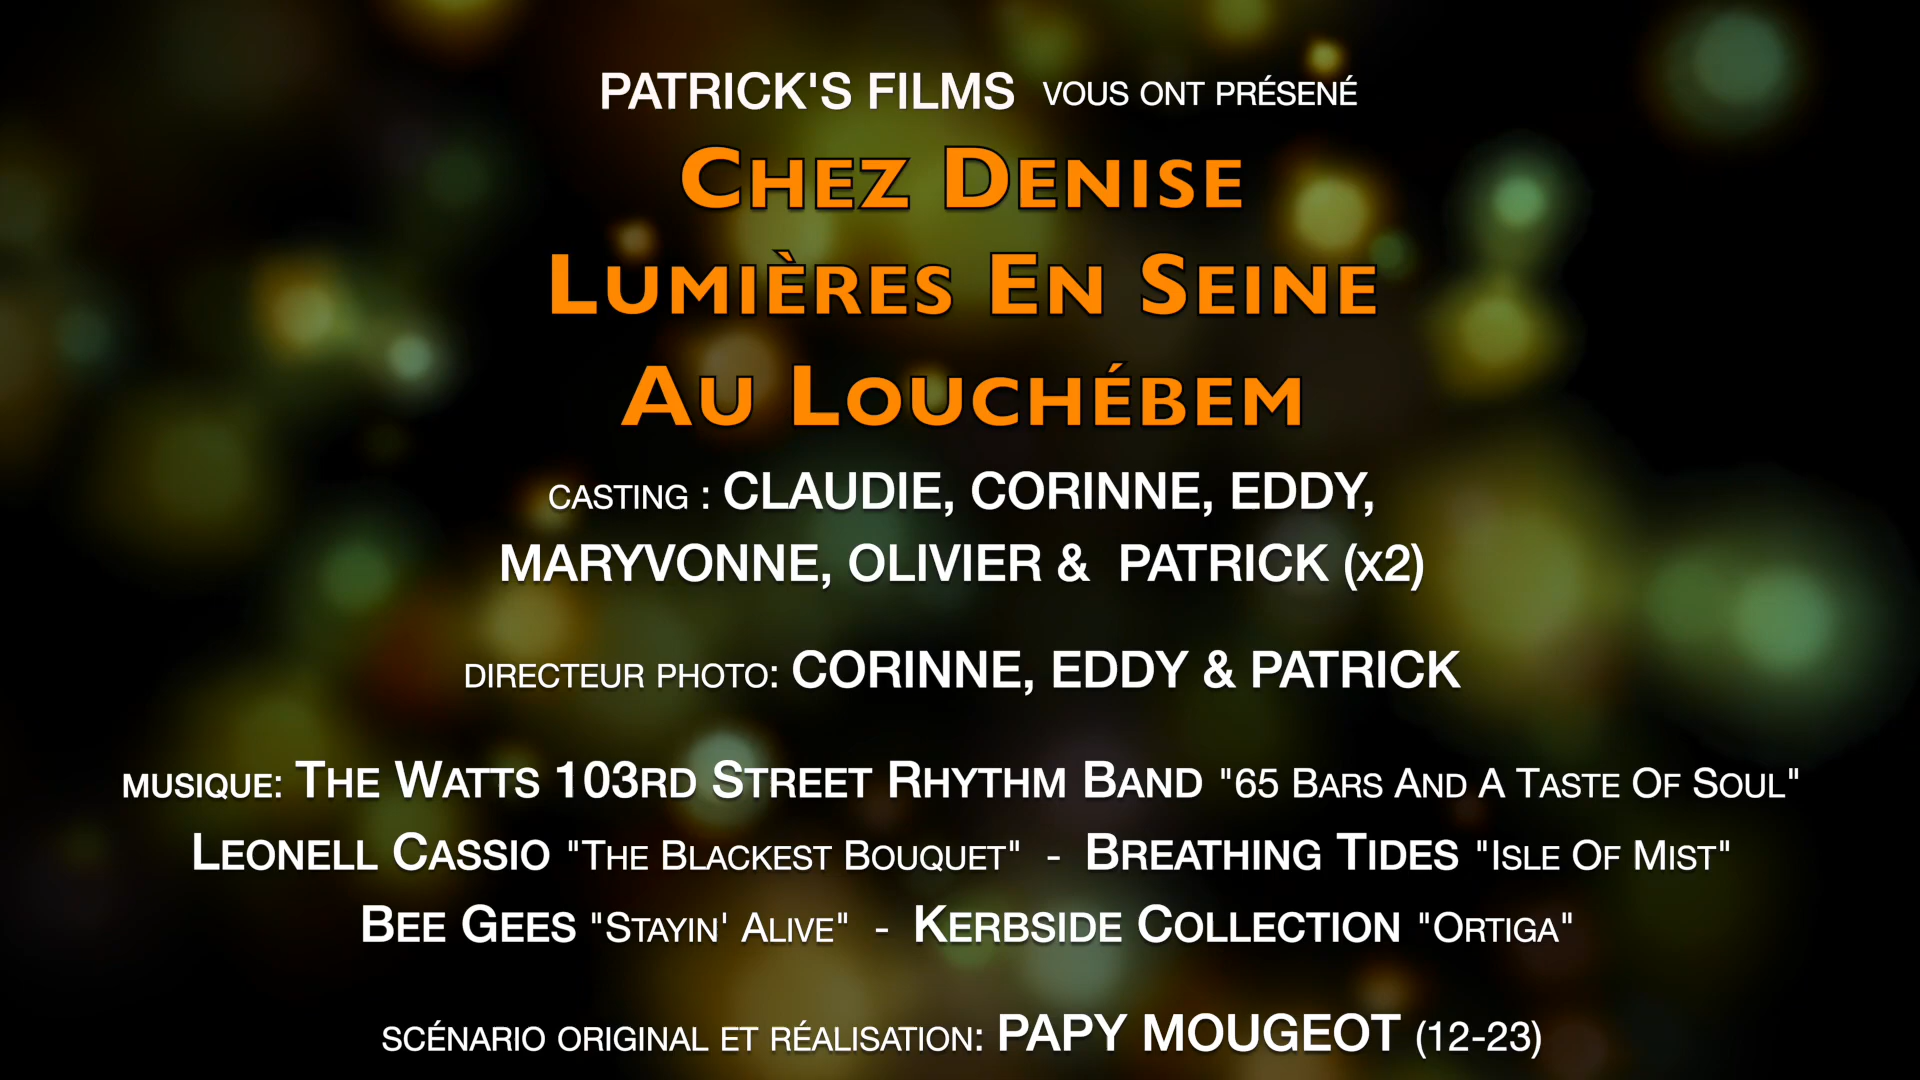 PATRICK'S FILMS VOUS ONT PRÉSENÉ
CHEZ DENISE
LUMIÈRES EN SEINE
AU LOUCHÉBEM
CASTING : CLAUDIE, CORINNE, EDDY,
MARYVONNE, OLIVIER & PATRICK (x2)
DIRECTEUR PHOTO: CORINNE, EDDY & PATRICK
MUSIQUE: THE WATTS 103RD STREET RHYTHM BAND "65 BARS AND A TASTE OF SOUL"
LEONELL CASSIO "THE BLACKEST BOUQUET" - BREATHING TIDES "ISLE OF MIST"
BEE GEES "STAYIN' ALIVE" - KERBSIDE COLLECTION "ORTIGA"
SCÉNARIO ORIGINAL ET RÉALISATION: PAPY MOUGEOT (12-23)